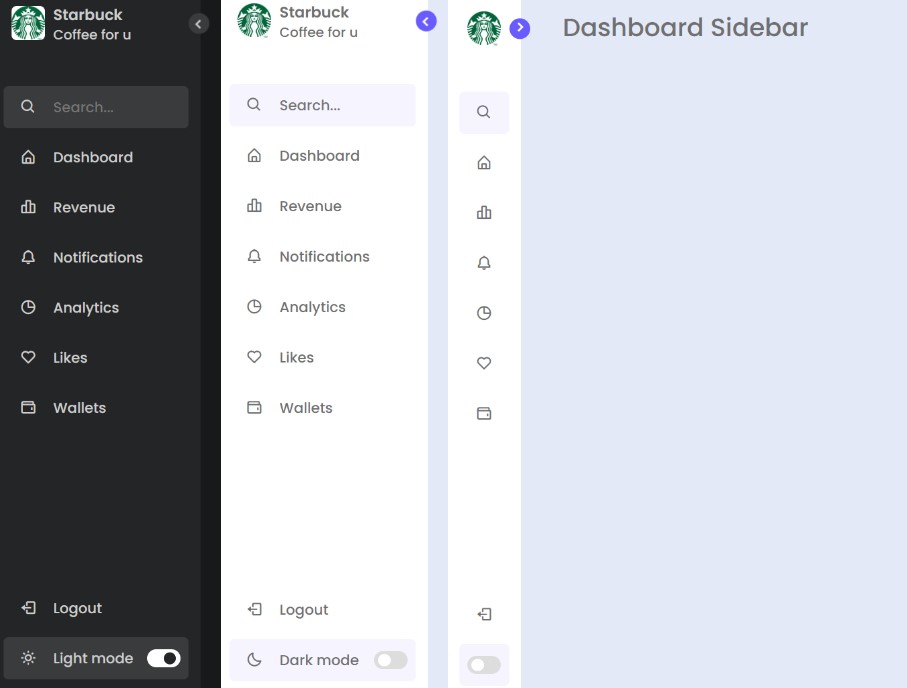 Starbuck
Coffee for u
Search...
Dashboard
Revenue
Notifications
Analytics
Likes
Wallets
Logout
Light mode
Starbuck
Coffee for u
Search...
Dashboard
Revenue
Notifications
Analytics
Likes
Wallets
Logout
Dark mode
Dashboard Sidebar